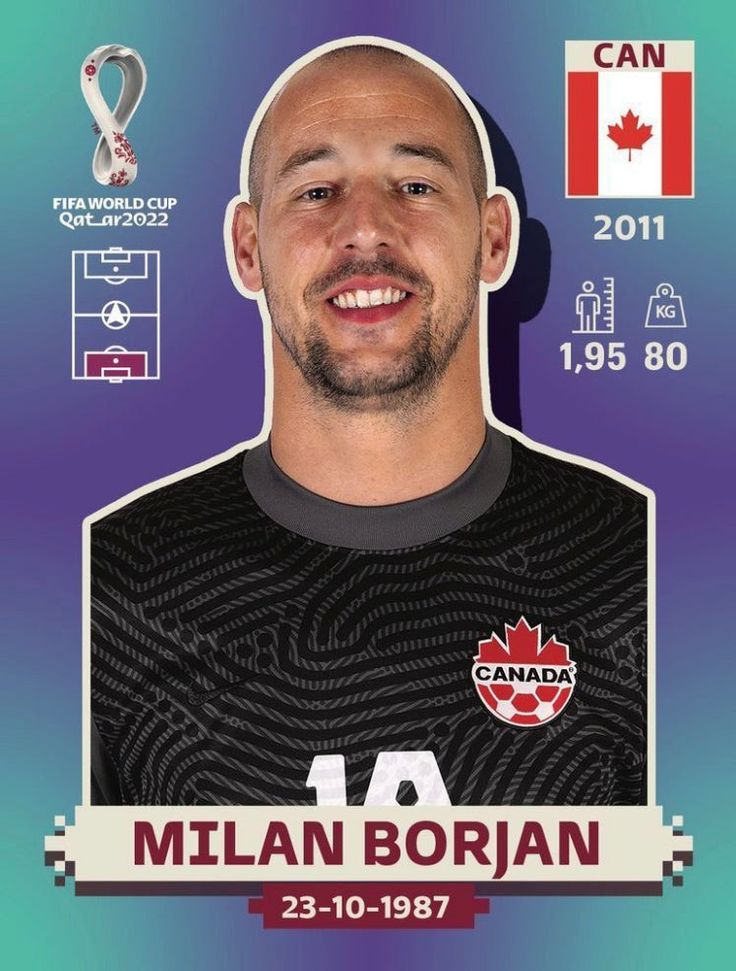 FIFA WORLD CUP
Qatar2022
CAN
2011
KG
1,95 80
CANADA
MILAN BORJAN
23-10-1987